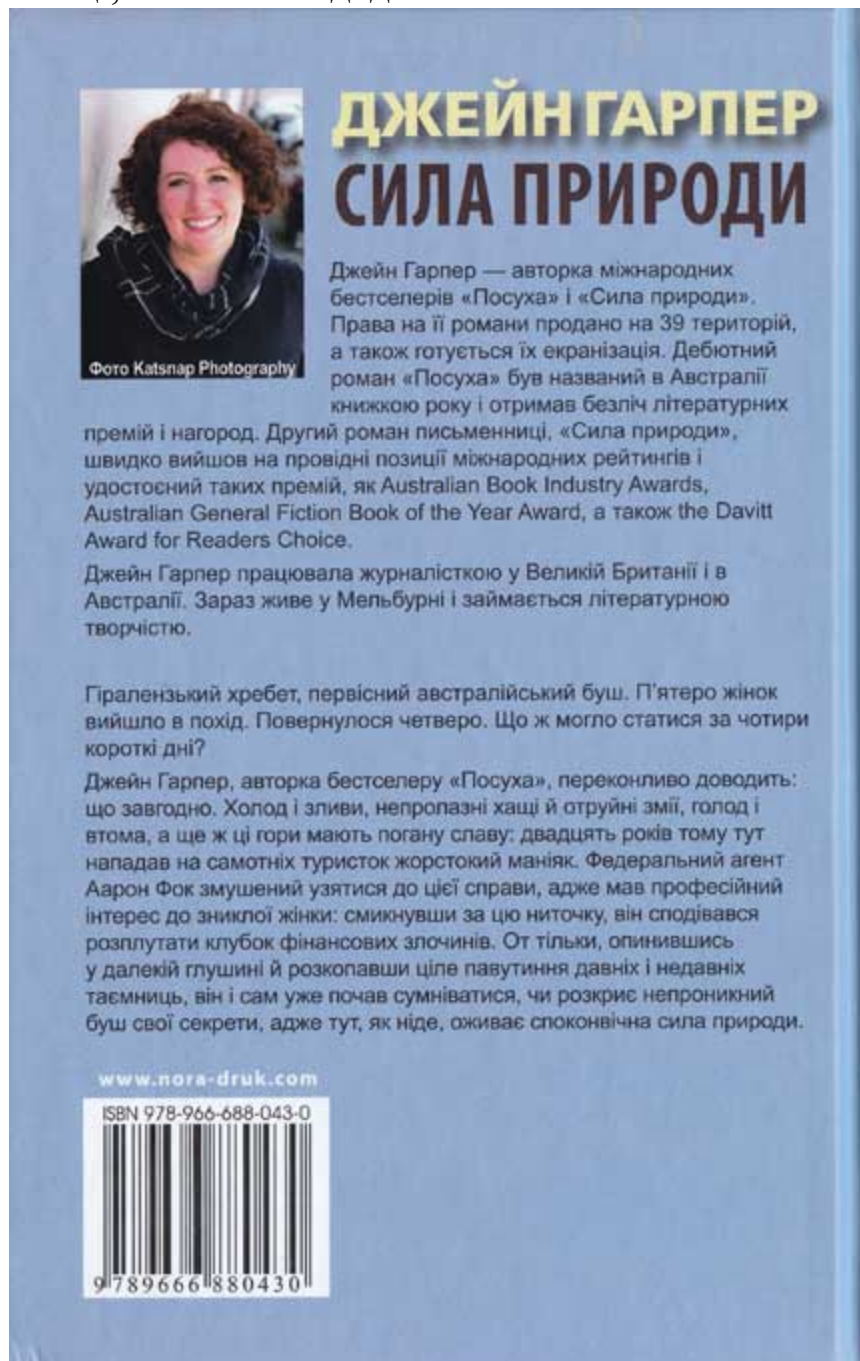 ДЖЕЙН ГАРПЕР
СИЛА ПРИРОДИ
Джейн Гарпер — авторка міжнародних
бестселерів «Посуха» і «Сила природи».
Права на її романи продано на 39 територій,
а також готується їх екранізація. Дебютний
роман «Посуха» був названий в Австралії
книжкою року і отримав безліч літературних
Фото Katsnap Photography
премій і нагород. Другий роман письменниці, «Сила природи»,
швидко вийшов на провідні позиції міжнародних рейтингів і
удостоєний таких премій, як Australian Book Industry Awards,
Australian General Fiction Book of the Year Award, а також the Davitt
Award for Readers Choice.
Джейн Гарпер працювала журналісткою у Великій Британії і в
Австралії. Зараз живе у Мельбурні і займається літературною
творчістю.
Гіралензький хребет, первісний австралійський буш. П'ятеро жінок
вийшло в похід. Повернулося четверо. Що ж могло статися за чотири
короткі дні?
Джейн Гарпер, авторка бестселеру «Посуха», переконливо доводить:
що завгодно. Холод і зливи, непролазні хащі й отруйні змії, голод і
втома, а ще ж ці гори мають погану славу: двадцять років тому тут
нападав на самотніх туристок жорстокий маніяк. Федеральний агент
Аарон Фок змушений узятися до цієї справи, адже мав професійний
інтерес до зниклої жінки: смикнувши за цю ниточку, він сподівався
розплутати клубок фінансових злочинів. От тільки, опинившись
у далекій глушині й розкопавши ціле павутиння давніх і недавніх
таємниць, він і сам уже почав сумніватися, чи розкриє непроникний
буш свої секрети, адже тут, як ніде, оживає споконвічна сила природи.
www.nora-druk.com
ISBN 978-966-688-043-0
9 789666 880430